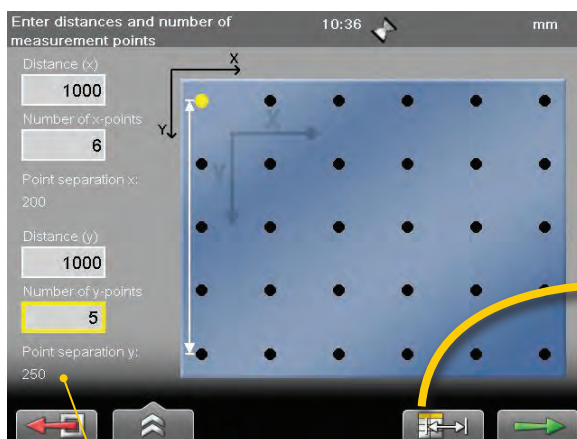 Enter distances and number of
measurement points
10:36
mm
Distance (x)
1000
Number of x-points
6
Point separation x:
200
Distance (y)
1000
Number of y-points
5
Point separation y:
250
X
Y
X
Y